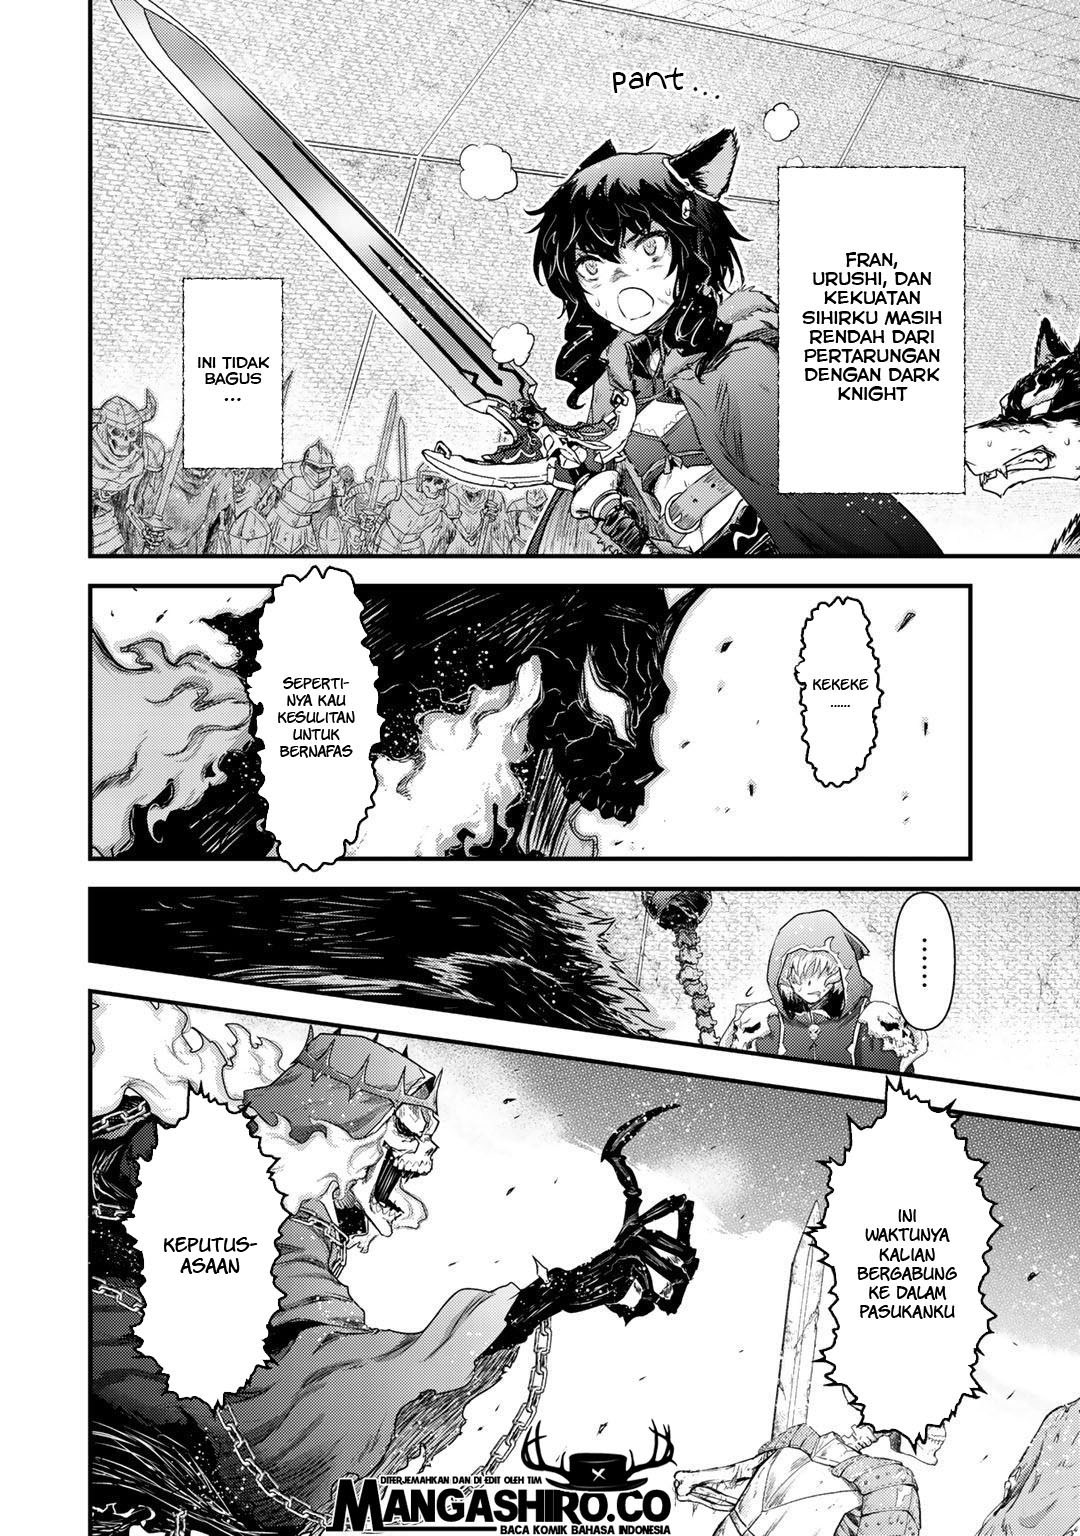 pant...
FRAN,
URUSHI, DAN
KEKUATAN
SIHIRKU MASIH
RENDAH DARI
PERTARUNGAN
DENGAN DARK
KNIGHT
INI TIDAK
BAGUS
...
KEKEKE
......
SEPERTI-
NYA KAU
KESULITAN
UNTUK
BERNAFAS
......
INI
WAKTUNYA
KALIAN
BERGABUNG
KE DALAM
PASUKANKU
KEPUTUS-
ASAAN
DITERJEMAHKAN DAN DI EDIT OLEH TIM
MANGASHIRO.CO
BACA KOMIK BAHASA INDONESIA